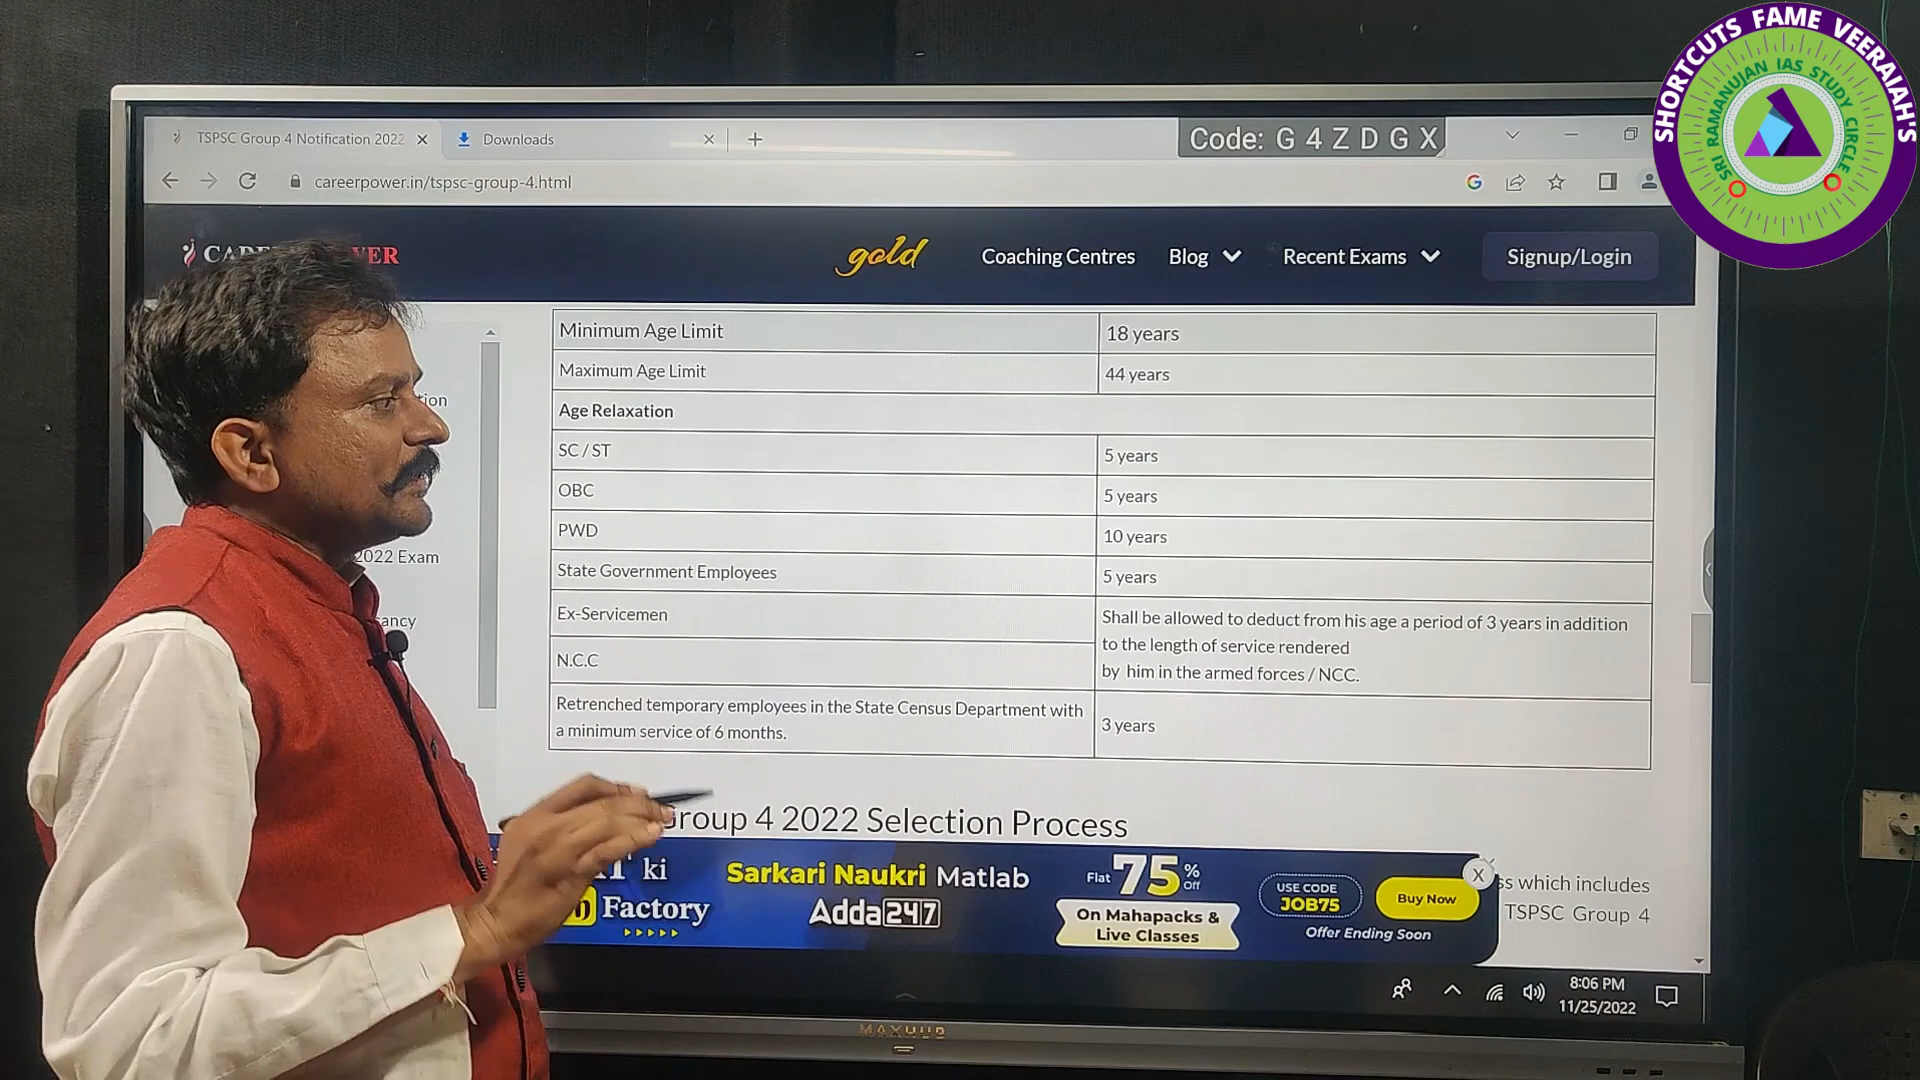 SHORTCUTS FAME VEERAIAH'S
SRI RAMANUJAN IAS STUDY CIRCLE
TSPSC Group 4 Notification 2022
Downloads
Code: G 4 Z D G X
careerpower.in/tspsc-group-4.html
gold
Coaching Centres
Blog
Recent Exams
Signup/Login
Minimum Age Limit 18 years
Maximum Age Limit 44 years
Age Relaxation
SC / ST 5 years
OBC 5 years
PWD 10 years
State Government Employees 5 years
Ex-Servicemen
N.C.C
Shall be allowed to deduct from his age a period of 3 years in addition
to the length of service rendered
by him in the armed forces / NCC.
Retrenched temporary employees in the State Census Department with
a minimum service of 6 months.
3 years
2022 Exam
Group 4 2022 Selection Process
ki
Factory
Sarkari Naukri Matlab
Adda247
Flat 75% Off
On Mahapacks &
Live Classes
USE CODE
JOB75
Buy Now
Offer Ending Soon
X
which includes
TSPSC Group 4
8:06 PM
11/25/2022